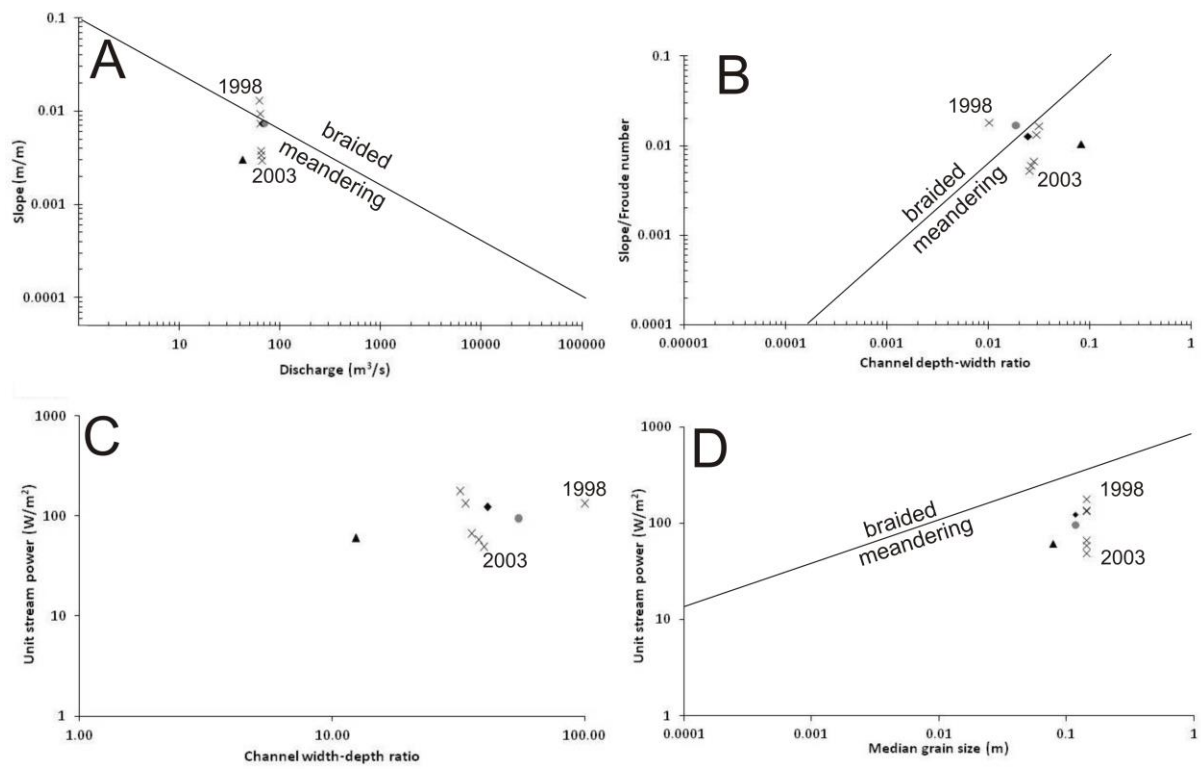 A
0.1
0.01
0.001
0.0001
Slope (m/m)
1998
2003
braided
meandering
10
100
1000
10000
100000
Discharge (m³/s)
B
0.1
0.01
0.001
0.0001
Slope/Froude number
1998
2003
braided
meandering
0.00001
0.0001
0.001
0.01
0.1
1
Channel depth-width ratio
C
1000
100
10
1
Unit stream power (W/m²)
1998
2003
1.00
10.00
100.00
Channel width-depth ratio
D
1000
100
10
1
Unit stream power (W/m²)
braided
meandering
1998
2003
0.0001
0.001
0.01
0.1
1
Median grain size (m)